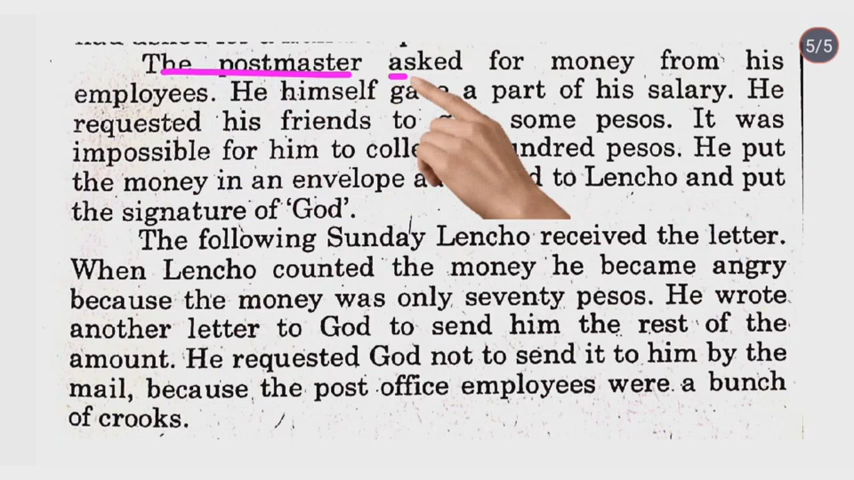 5/5
The postmaster asked for money from his
employees. He himself a part of his salary. He
requested his friends to some pesos. It was
impossible for him to pesos. He put
the money in an envelope to Lencho and put
the signature of ‘God’.
The following Sunday Lencho received the letter.
When Lencho counted the money he became angry
because the money was only seventy pesos. He wrote
another letter to God to send him the rest of the
amount. He requested God not to send it to him by the
mail, because the post office employees were a bunch
of crooks.